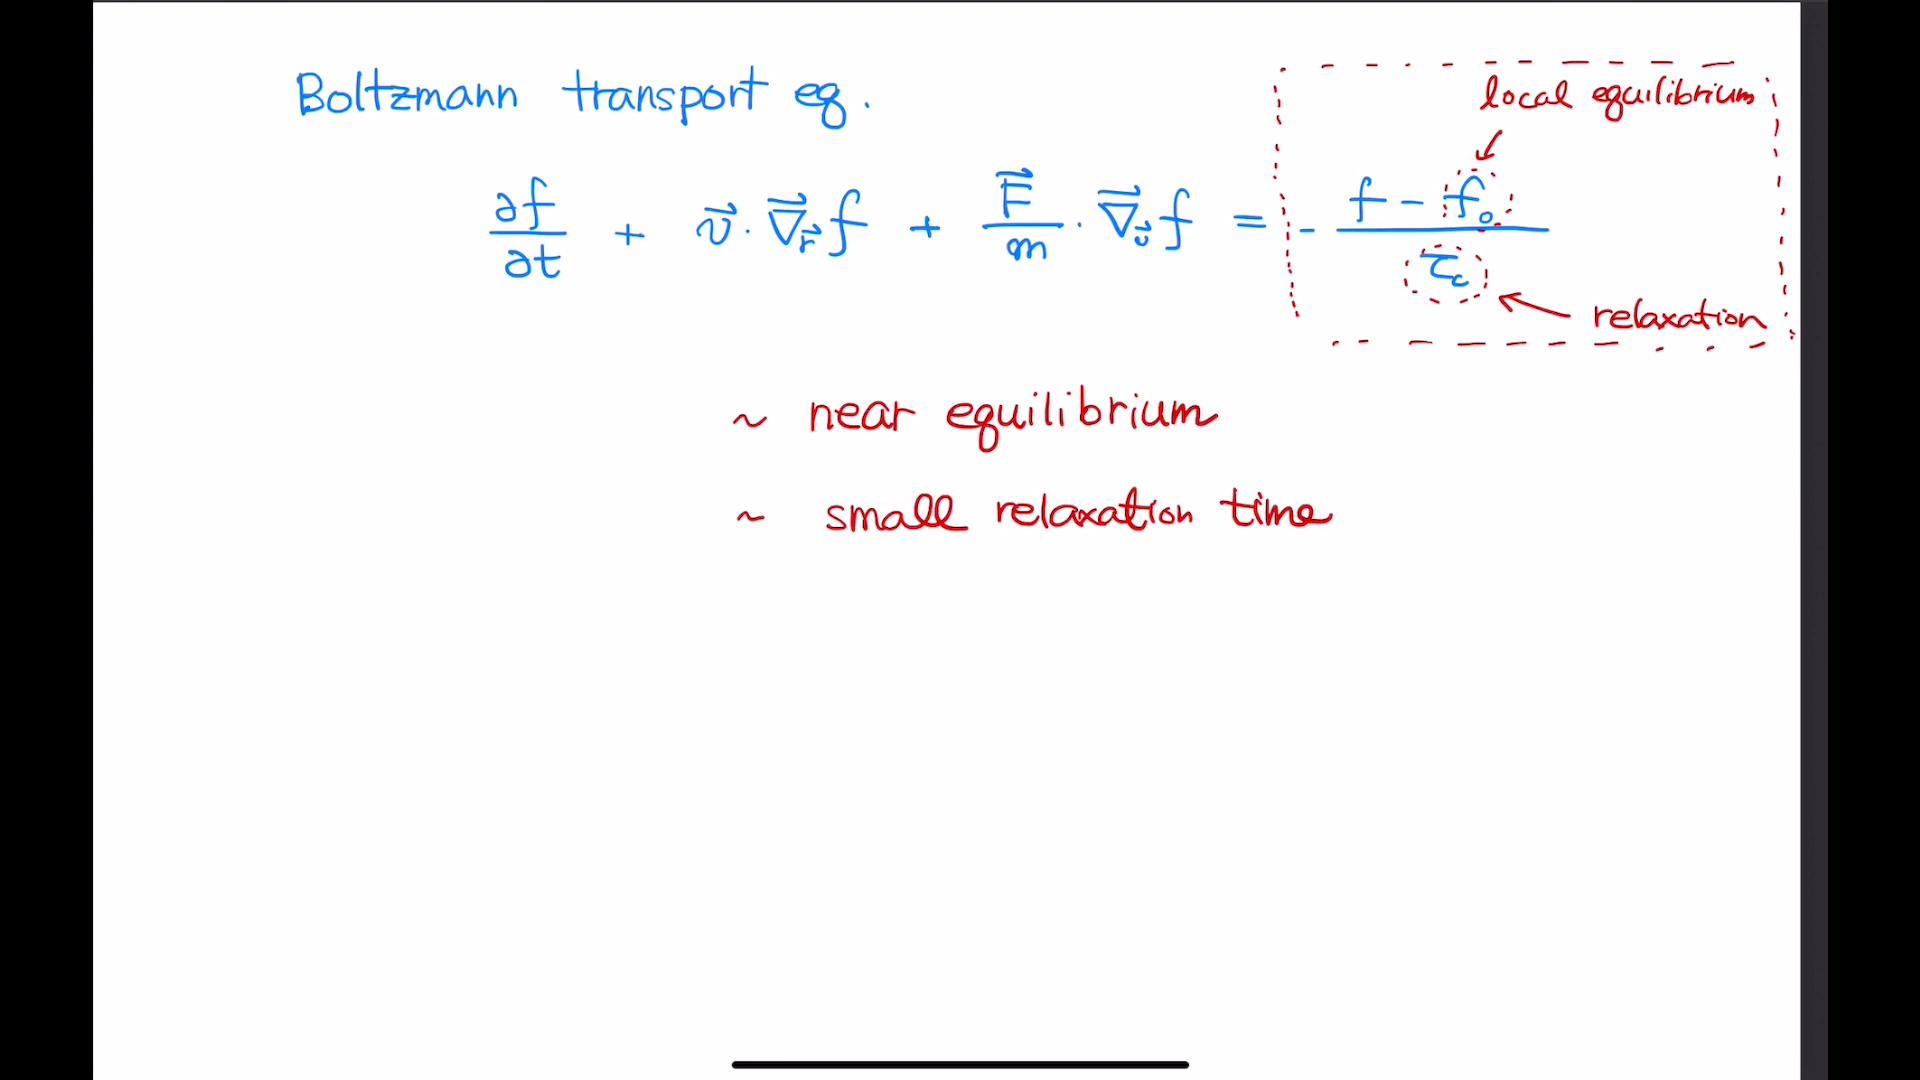 Boltzmann transport eq.
local equilibrium
∂f/∂t + v⃗ · ∇⃗_r⃗ f + F⃗/m · ∇⃗_v⃗ f = - (f - f₀)/τ_c
relaxation
~ near equilibrium
~ small relaxation time